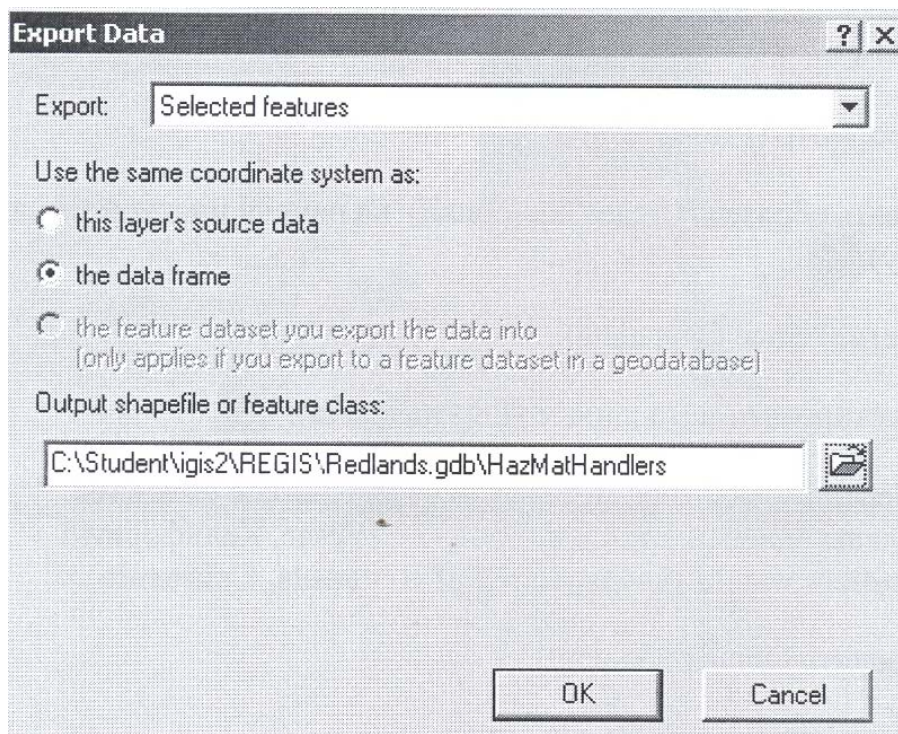 Export Data
Export: Selected features
Use the same coordinate system as:
this layer's source data
the data frame
the feature dataset you export the data into
(only applies if you export to a feature dataset in a geodatabase)
Output shapefile or feature class:
C:\Student\igis2\REGIS\Redlands.gdb\HazMatHandlers
OK Cancel